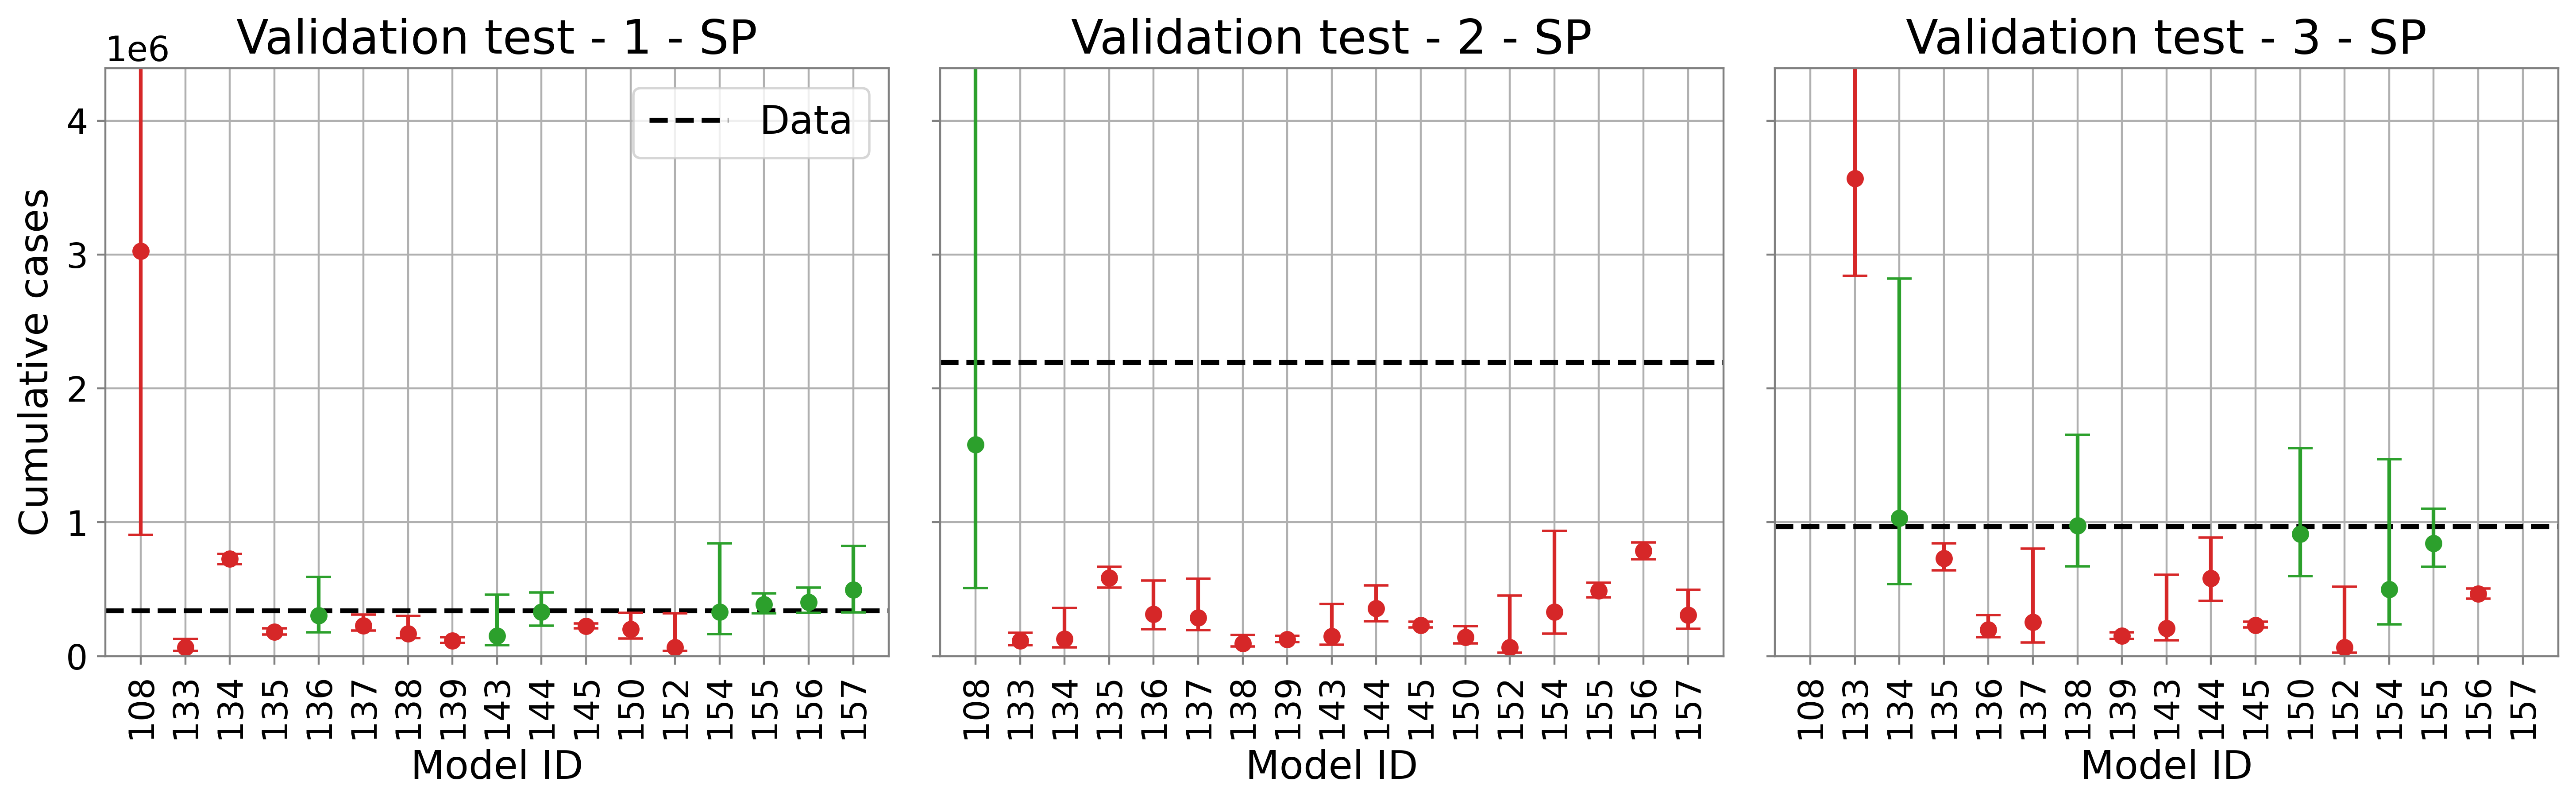 Validation test - 1 - SP
Validation test - 2 - SP
Validation test - 3 - SP
1e6
Data
4
3
2
1
0
Cumulative cases
108 133 134 135 136 137 138 139 143 144 145 150 152 154 155 156 157
108 133 134 135 136 137 138 139 143 144 145 150 152 154 155 156 157
108 133 134 135 136 137 138 139 143 144 145 150 152 154 155 156 157
Model ID
Model ID
Model ID